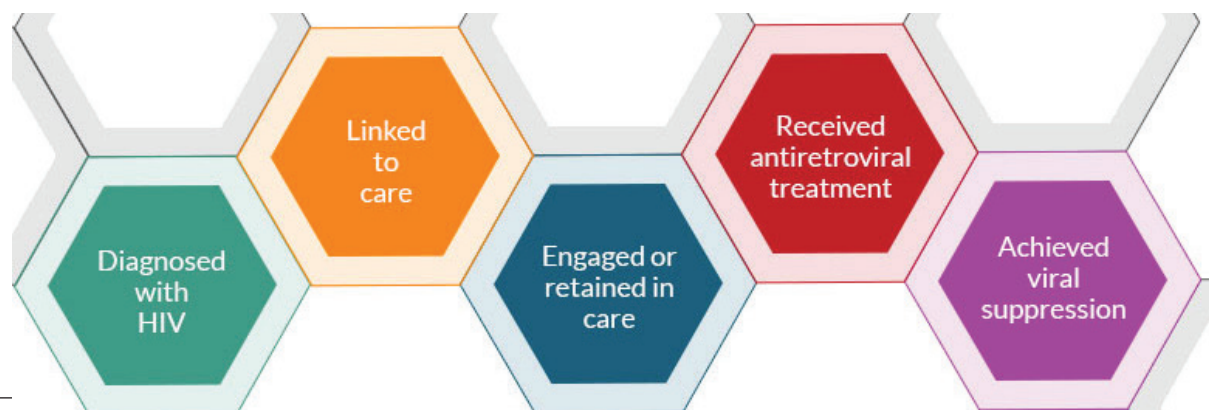 Diagnosed
with
HIV
Linked
to
care
Engaged or
retained in
care
Received
antiretroviral
treatment
Achieved
viral
suppression